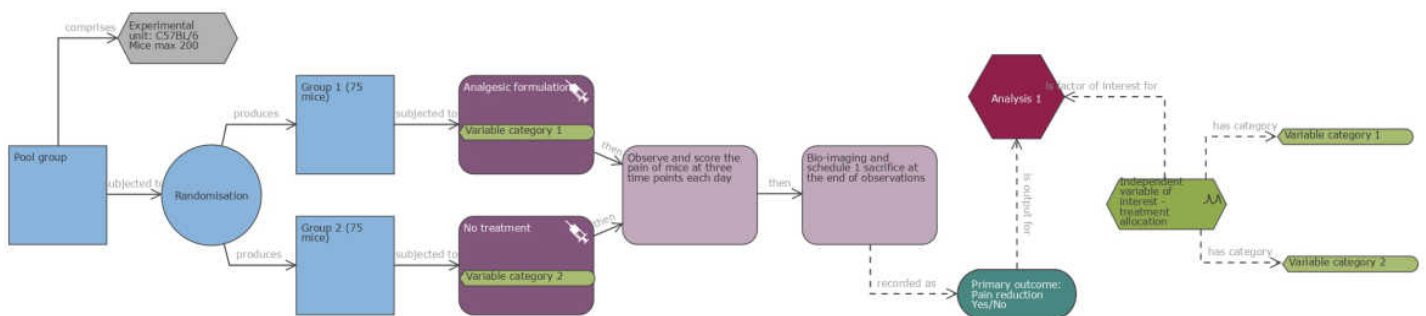 comprises
Experimental
unit: C57BL/6
Mice max 200
Pool group
subjected to
Randomisation
produces
Group 1 (75
mice)
subjected to
Analgesic formulation
Variable category 1
then
produces
Group 2 (75
mice)
subjected to
No treatment
Variable category 2
then
Observe and score the
pain of mice at three
time points each day
then
Bio-imaging and
schedule 1 sacrifice at
the end of observations
recorded as
Primary outcome:
Pain reduction
Yes/No
is output for
Analysis 1
is factor of interest for
Independent
variable of
interest -
treatment
allocation
has category
Variable category 1
has category
Variable category 2